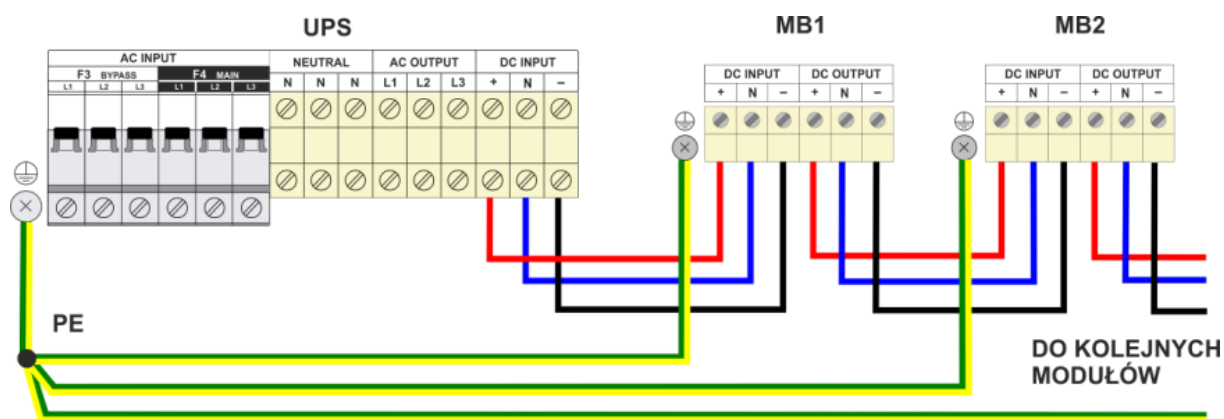 UPS
MB1
MB2
AC INPUT
F3 BYPASS F4 MAIN
L1 L2 L3 L1 L2 L3
NEUTRAL
N N N
AC OUTPUT
L1 L2 L3
DC INPUT
+ N –
DC INPUT DC OUTPUT
+ N – + N –
DC INPUT DC OUTPUT
+ N – + N –
PE
DO KOLEJNYCH
MODUŁÓW